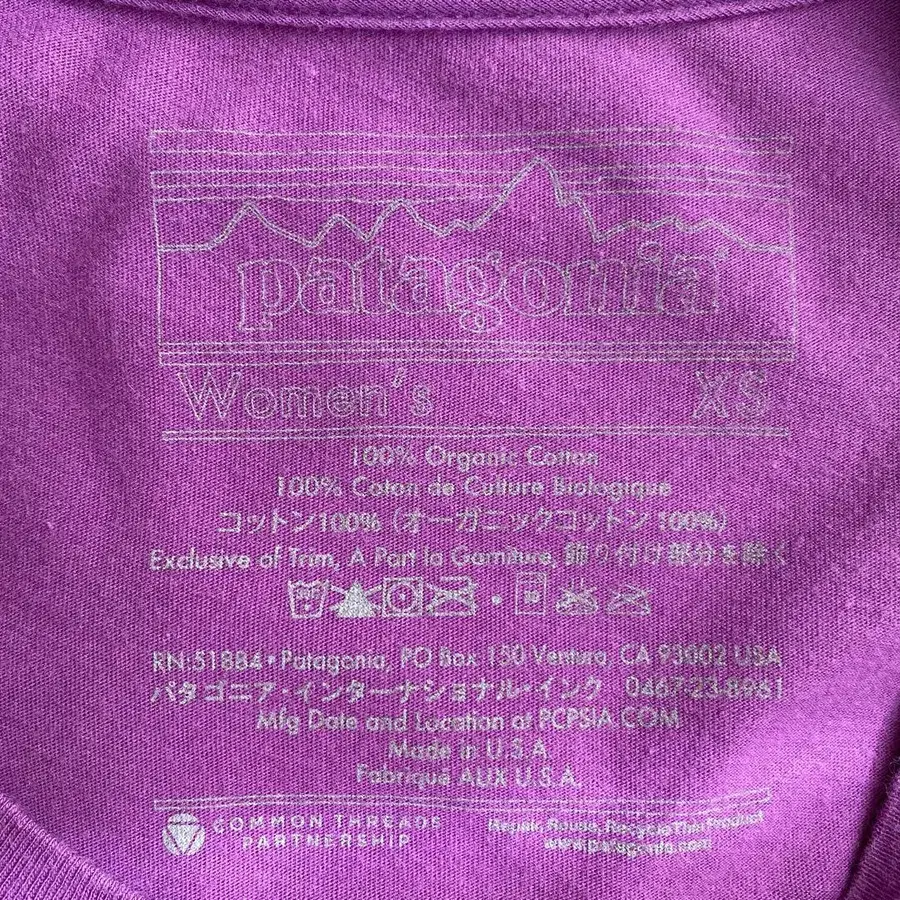 patagonia®
Women's XS
100% Organic Cotton
100% Coton de Culture Biologique
コットン100% (オーガニックコットン 100%)
Exclusive of Trim, A Part la Garniture, 飾り付け部分を除く
RN:51884 • Patagonia, PO Box 150 Ventura, CA 93002 USA
パタゴニア・インターナショナル・インク 0467-23-8961
Mfg Date and Location at PCPSIA.COM
Made in U.S.A.
Fabriqué AUX U.S.A.
COMMON THREADS
PARTNERSHIP
Repair, Reuse, Recycle This Product
www.patagonia.com